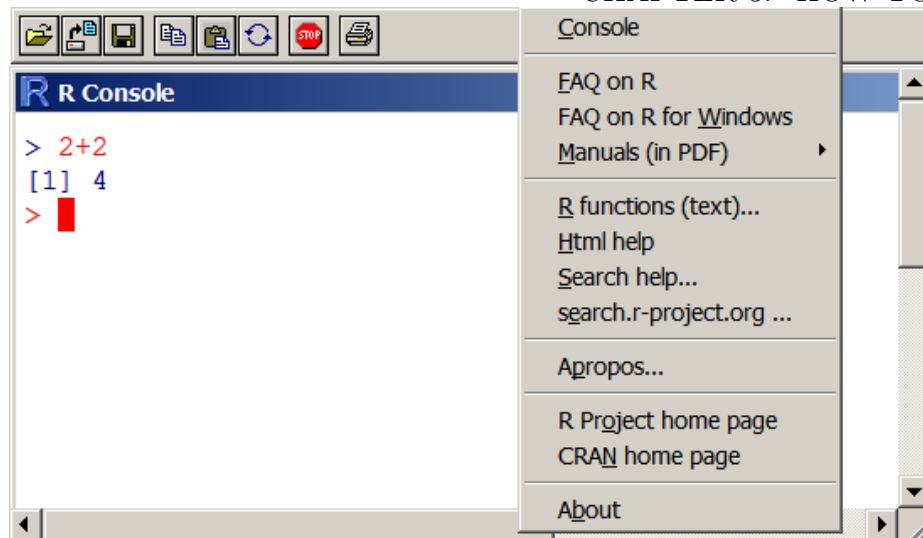 Console
STOP
R Console
FAQ on R
FAQ on R for Windows
> 2+2
Manuals (in PDF)
[1] 4
>
R functions (text)...
Html help
Search help...
search.r-project.org ...
Apropos...
R Project home page
CRAN home page
About